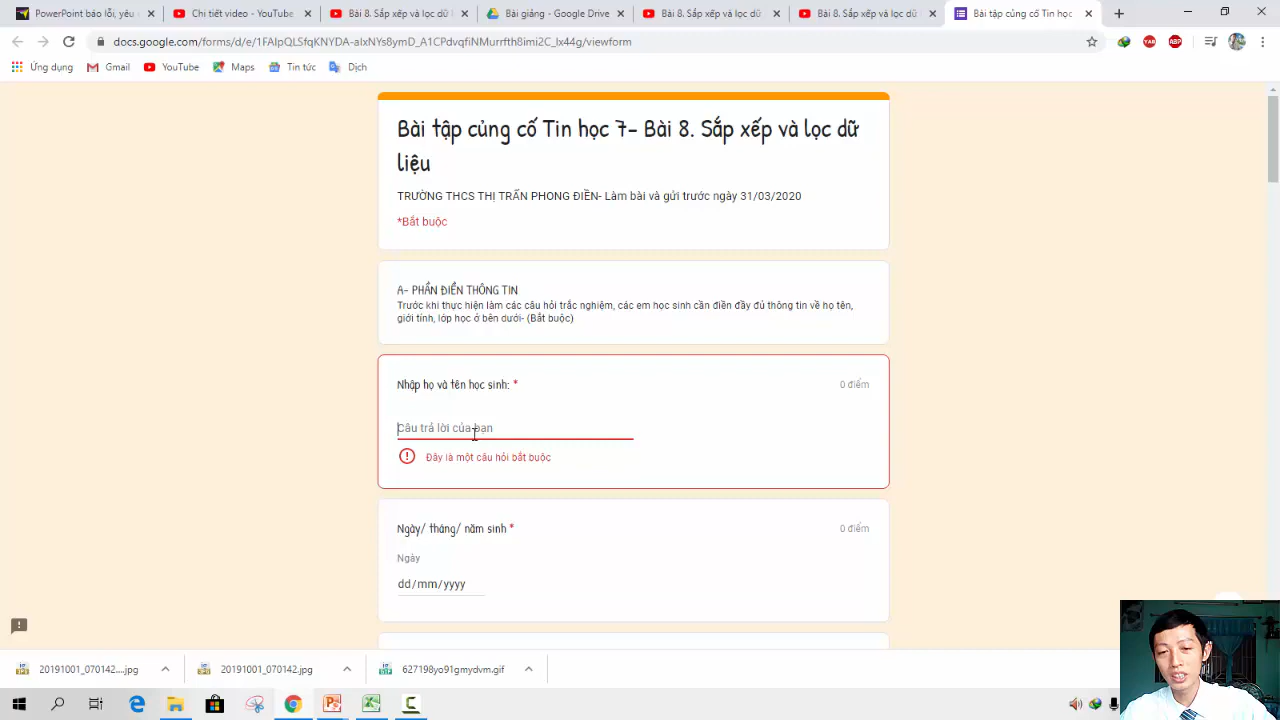 PowerPoint bị lỗi, yêu c
Chi tiết video - YouTube
Bài 8. Sắp xếp và lọc dữ l
Bài giảng - Google Drive
Bài 8. Sắp xếp và lọc dữ l
Bài 8. Sắp xếp và lọc dữ l
Bài tập củng cố Tin học
docs.google.com/forms/d/e/
Ứng dụng
Gmail
YouTube
Maps
Tin tức
Dịch
Bài tập củng cố Tin học 7- Bài 8. Sắp xếp và lọc dữ
liệu
TRƯỜNG THCS THỊ TRẤN PHONG ĐIỀN- Làm bài và gửi trước ngày 31/03/2020
*Bắt buộc
A- PHẦN ĐIỀN THÔNG TIN
Trước khi thực hiện làm các câu hỏi trắc nghiệm, các em học sinh cần điền đầy đủ thông tin về họ tên,
giới tính, lớp học ở bên dưới- (Bắt buộc)
Nhập họ và tên học sinh: *
0 điểm
Câu trả lời của bạn
Đây là một câu hỏi bắt buộc
Ngày/ tháng/ năm sinh *
0 điểm
Ngày
dd/mm/yyyy
20191001_070142....jpg
20191001_070142.jpg
627198yo91gmydvm.gif